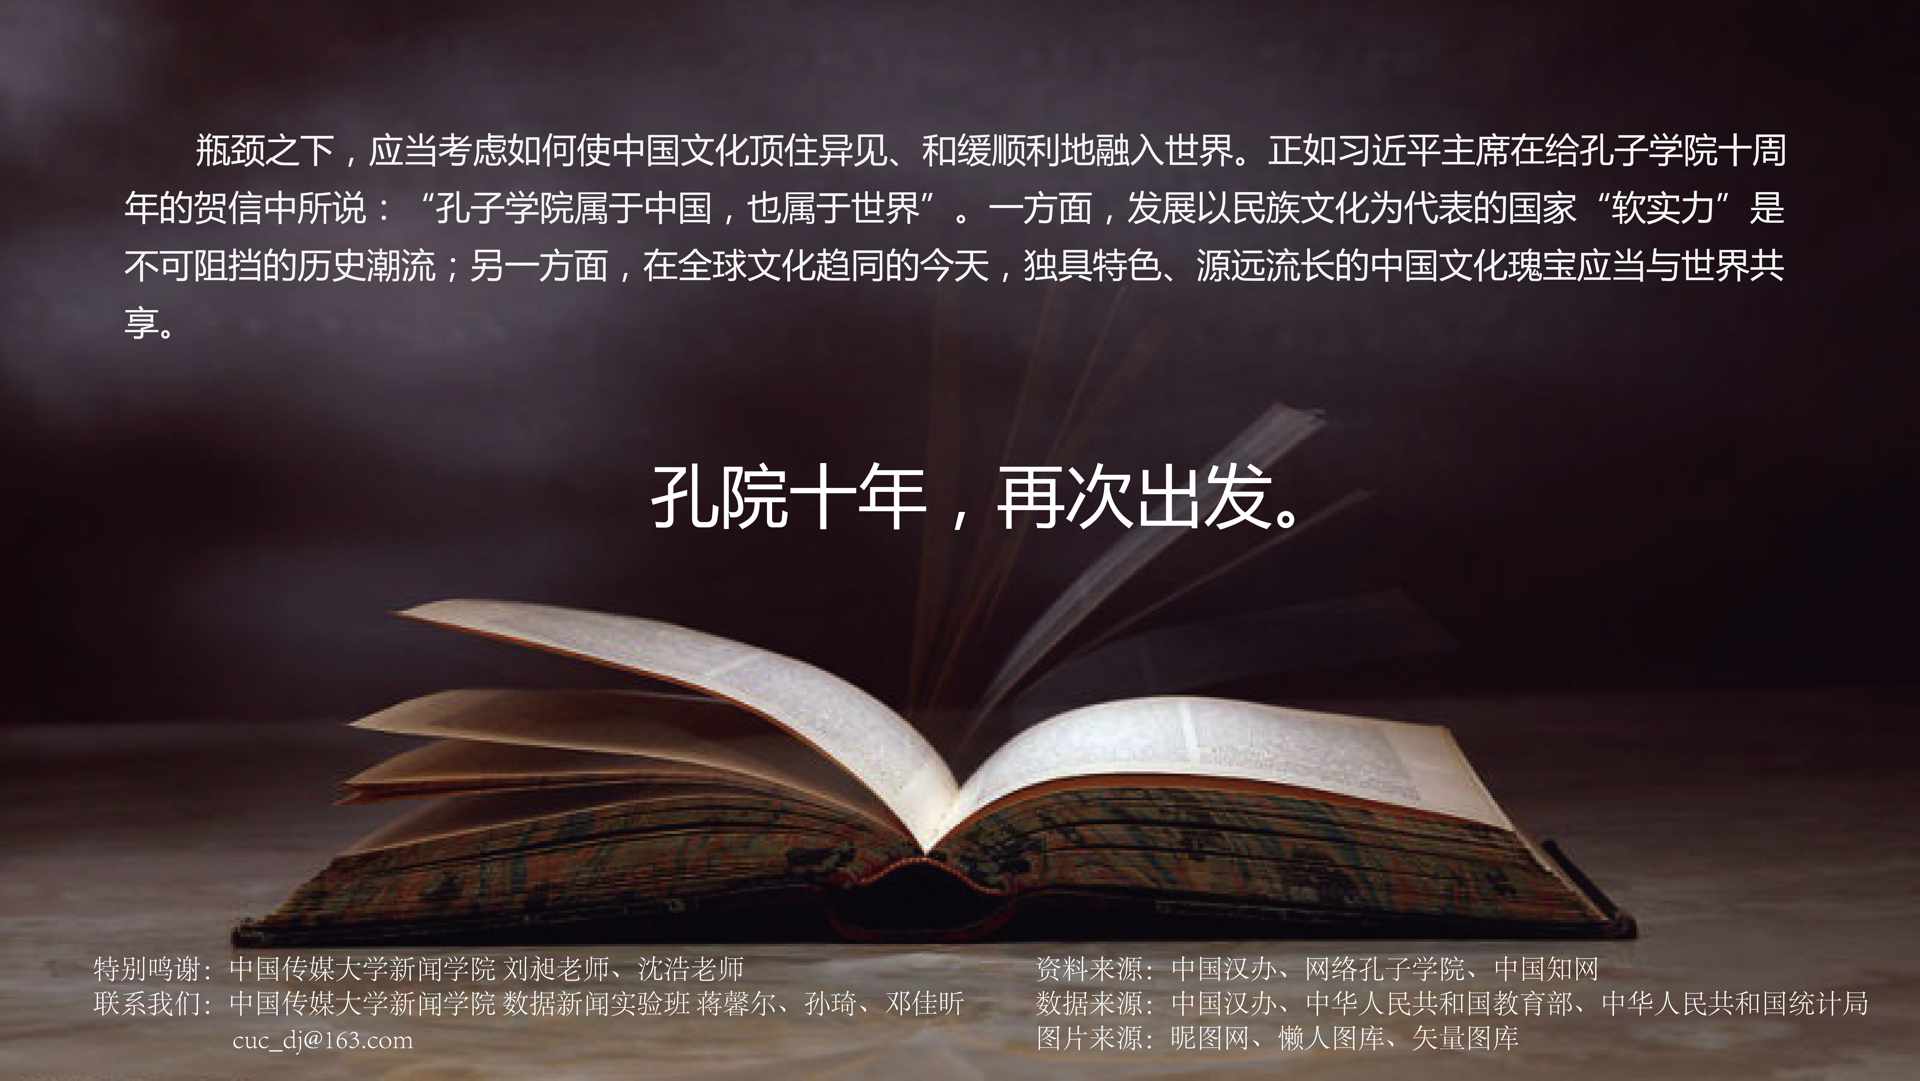 瓶颈之下，应当考虑如何使中国文化顶住异见、和缓顺利地融入世界。正如习近平主席在给孔子学院十周
年的贺信中所说：“孔子学院属于中国，也属于世界”。一方面，发展以民族文化为代表的国家“软实力”是
不可阻挡的历史潮流；另一方面，在全球文化趋同的今天，独具特色、源远流长的中国文化瑰宝应当与世界共
享。
孔院十年，再次出发。
特别鸣谢：中国传媒大学新闻学院 刘昶老师、沈浩老师
联系我们：中国传媒大学新闻学院 数据新闻实验班 蒋馨尔、孙琦、邓佳昕
cuc_dj@163.com
资料来源：中国汉办、网络孔子学院、中国知网
数据来源：中国汉办、中华人民共和国教育部、中华人民共和国统计局
图片来源：昵图网、懒人图库、矢量图库